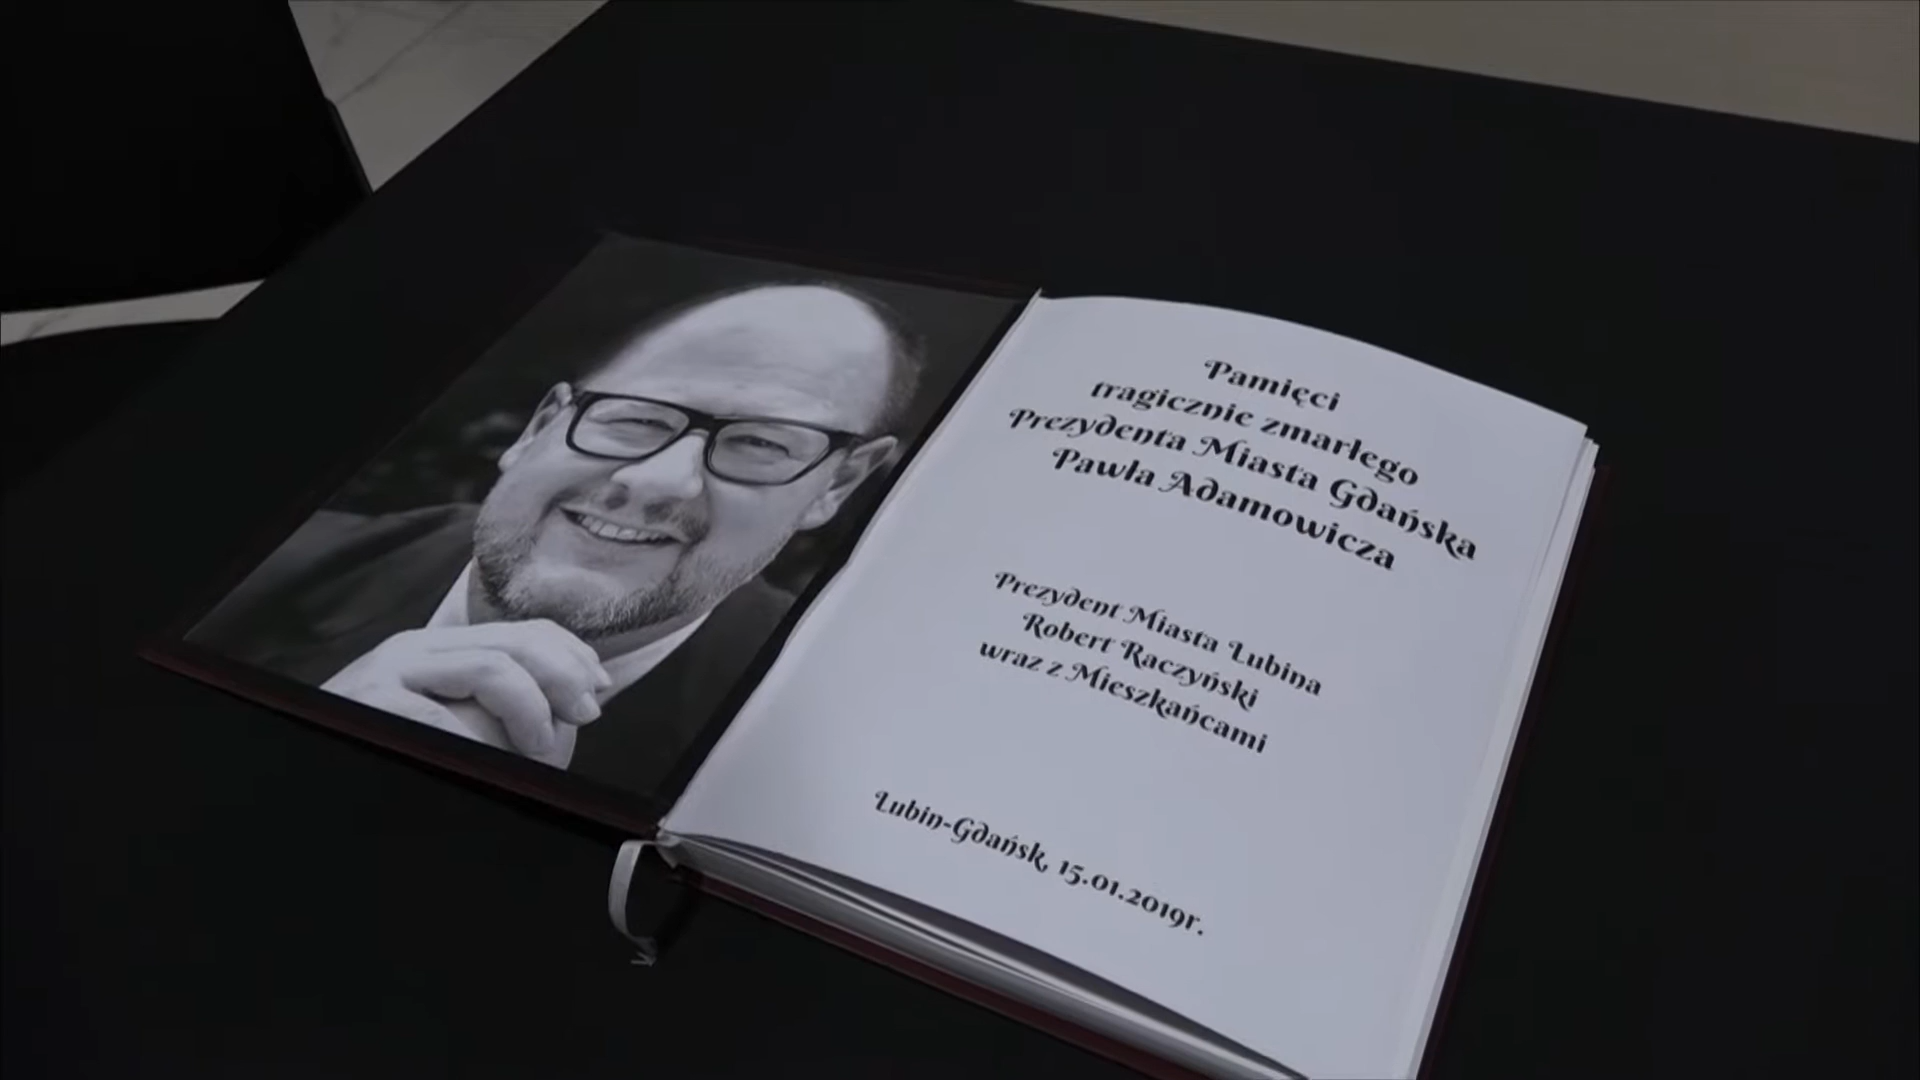 Pamięci
tragicznie zmarłego
Prezydenta Miasta Gdańska
Pawła Adamowicza
Prezydent Miasta Lubina
Robert Raczyński
wraz z Mieszkańcami
Lubin-Gdańsk, 15.01.2019r.